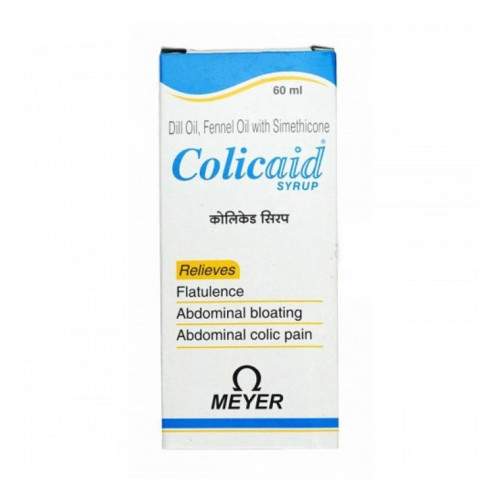 60 ml
Dill Oil, Fennel Oil with Simethicone
Colicaid®
SYRUP
कोलिकेड सिरप
Relieves
Flatulence
Abdominal bloating
Abdominal colic pain
MEYER